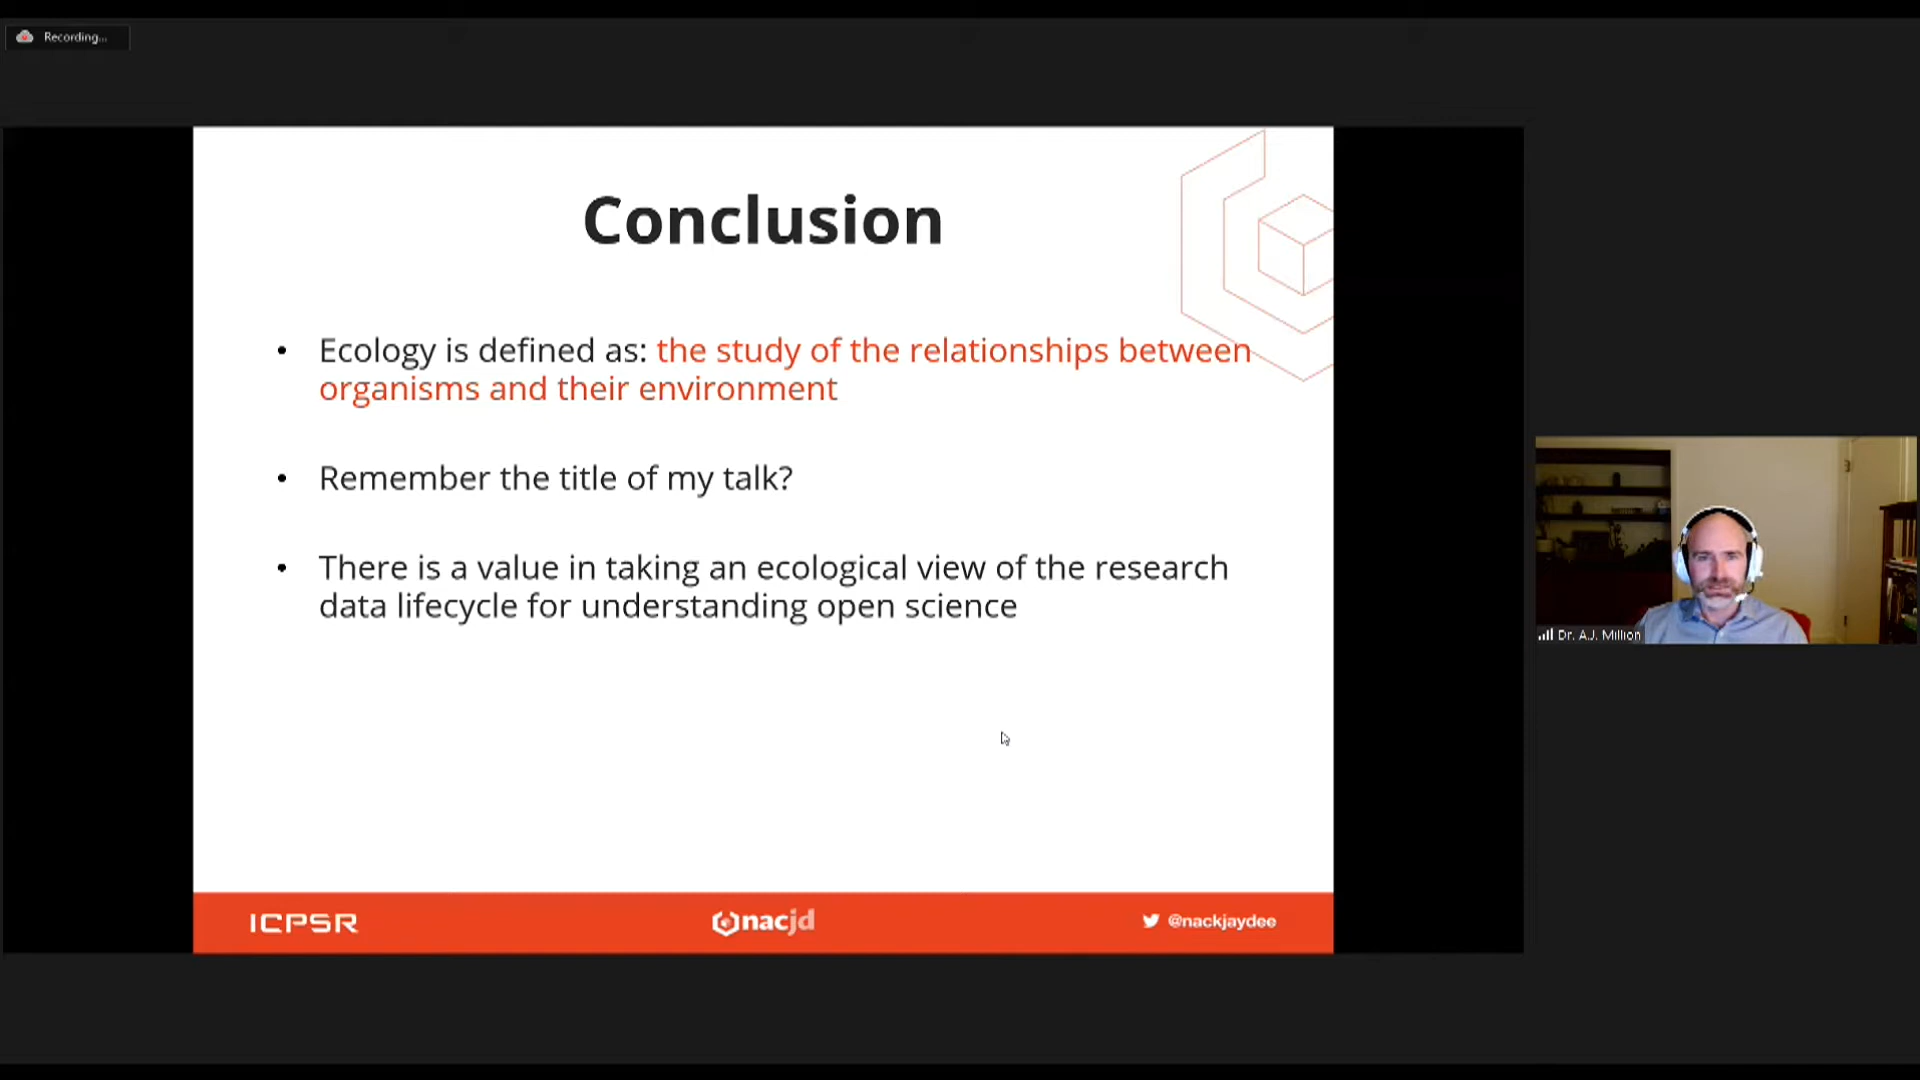 Recording...
Conclusion
• Ecology is defined as: the study of the relationships between
organisms and their environment
• Remember the title of my talk?
• There is a value in taking an ecological view of the research
data lifecycle for understanding open science
Dr. A.J. Million
ICPSR
nacjd
@nackjaydee